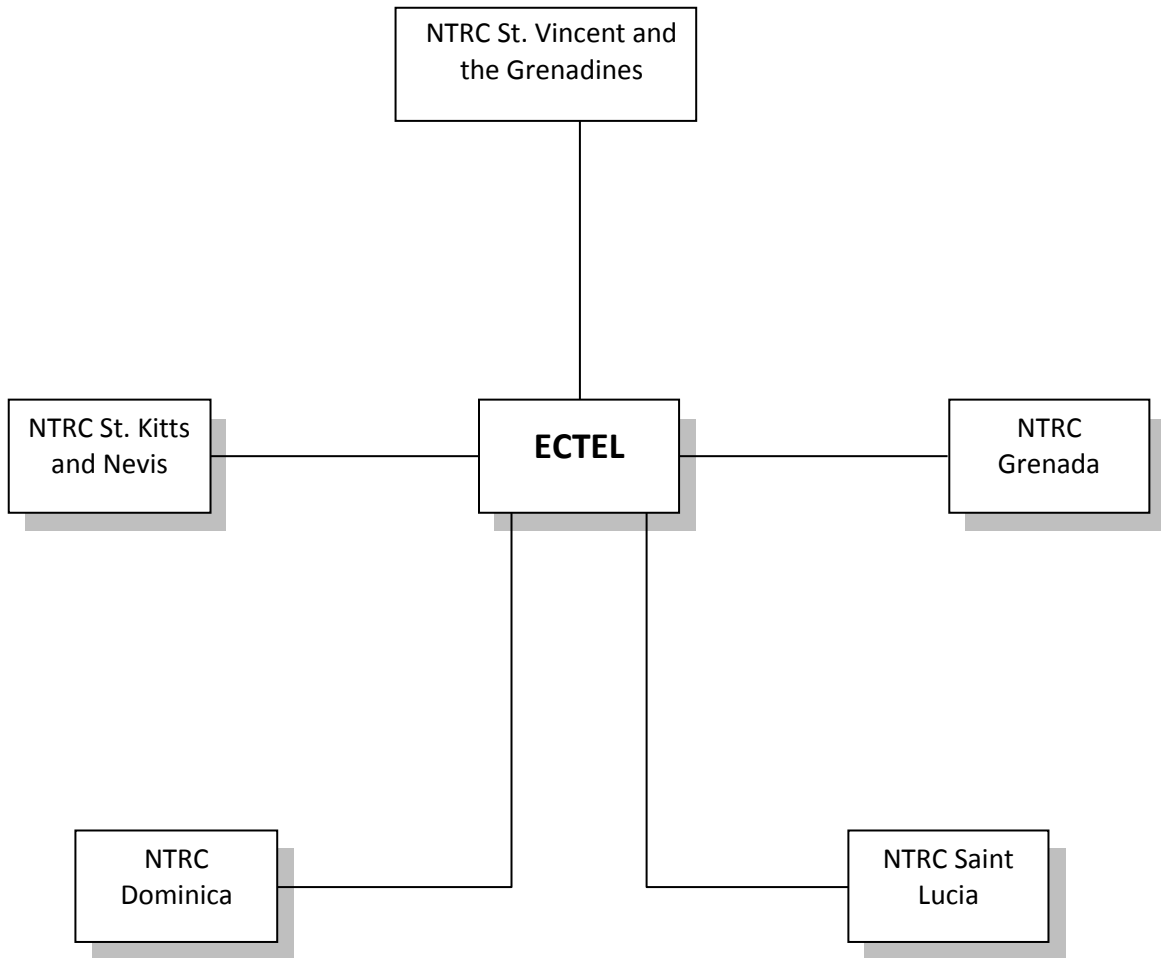 NTRC St. Vincent and
the Grenadines
NTRC St. Kitts
and Nevis
ECTEL
NTRC
Grenada
NTRC
Dominica
NTRC Saint
Lucia